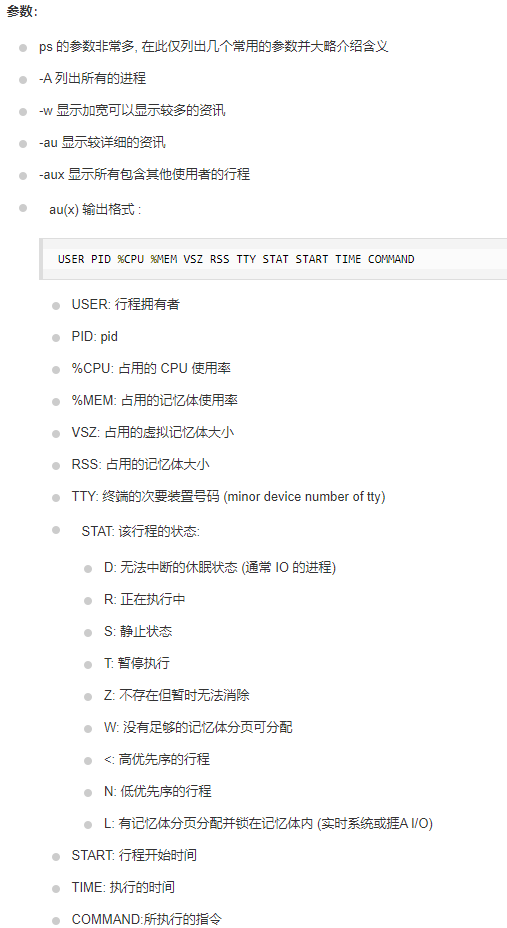 参数：
ps 的参数非常多, 在此仅列出几个常用的参数并大略介绍含义
-A 列出所有的进程
-w 显示加宽可以显示较多的资讯
-au 显示较详细的资讯
-aux 显示所有包含其他使用者的行程
au(x) 输出格式 :
USER PID %CPU %MEM VSZ RSS TTY STAT START TIME COMMAND
USER: 行程拥有者
PID: pid
%CPU: 占用的 CPU 使用率
%MEM: 占用的记忆体使用率
VSZ: 占用的虚拟记忆体大小
RSS: 占用的记忆体大小
TTY: 终端的次要装置号码 (minor device number of tty)
STAT: 该行程的状态:
D: 无法中断的休眠状态 (通常 IO 的进程)
R: 正在执行中
S: 静止状态
T: 暂停执行
Z: 不存在但暂时无法消除
W: 没有足够的记忆体分页可分配
<: 高优先序的行程
N: 低优先序的行程
L: 有记忆体分页分配并锁在记忆体内 (实时系统或捱A I/O)
START: 行程开始时间
TIME: 执行的时间
COMMAND:所执行的指令